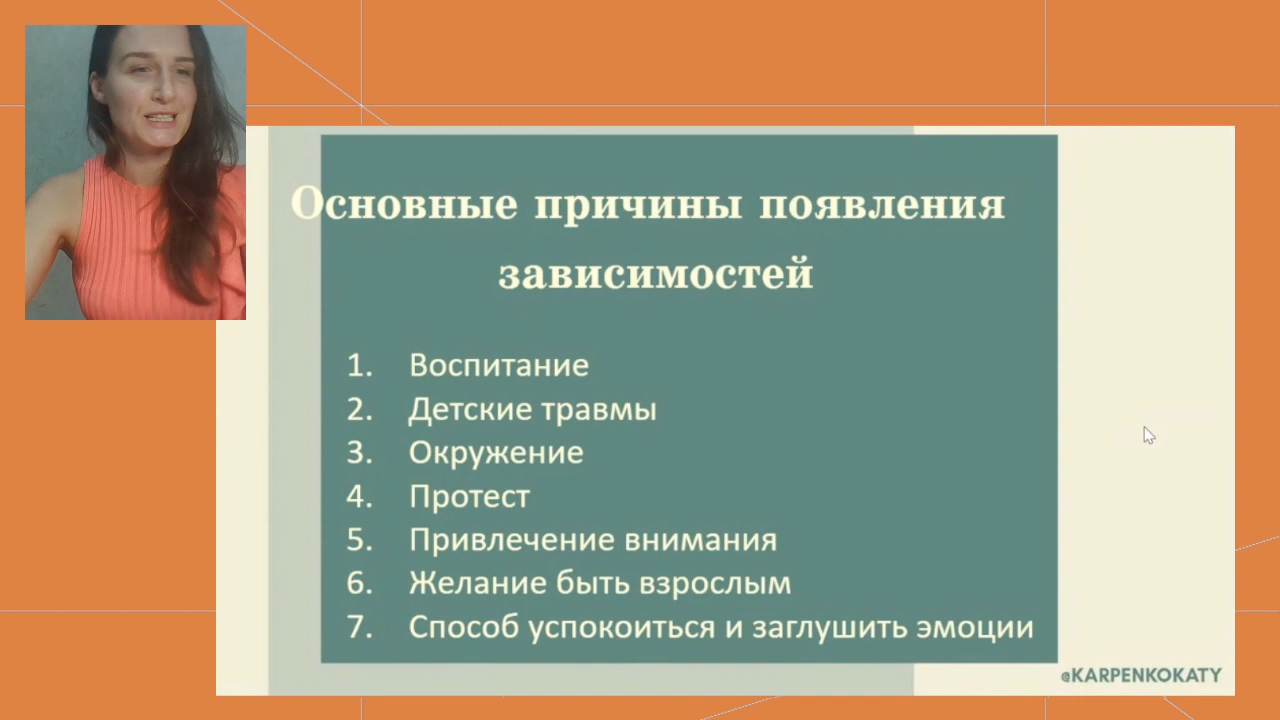 Основные причины появления
зависимостей
1. Воспитание
2. Детские травмы
3. Окружение
4. Протест
5. Привлечение внимания
6. Желание быть взрослым
7. Способ успокоиться и заглушить эмоции
@KARPENKOKATY